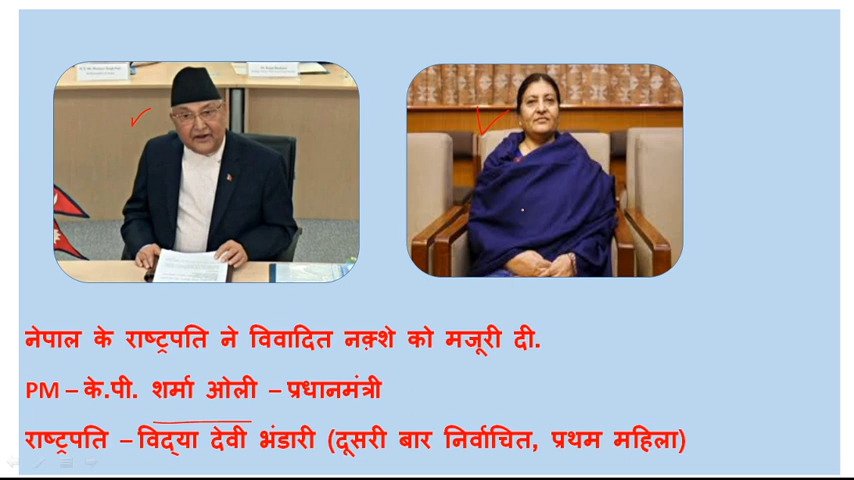 नेपाल के राष्ट्रपति ने विवादित नक़्शे को मजूरी दी.
PM – के.पी. शर्मा ओली – प्रधानमंत्री
राष्ट्रपति – विद्या देवी भंडारी (दूसरी बार निर्वाचित, प्रथम महिला)